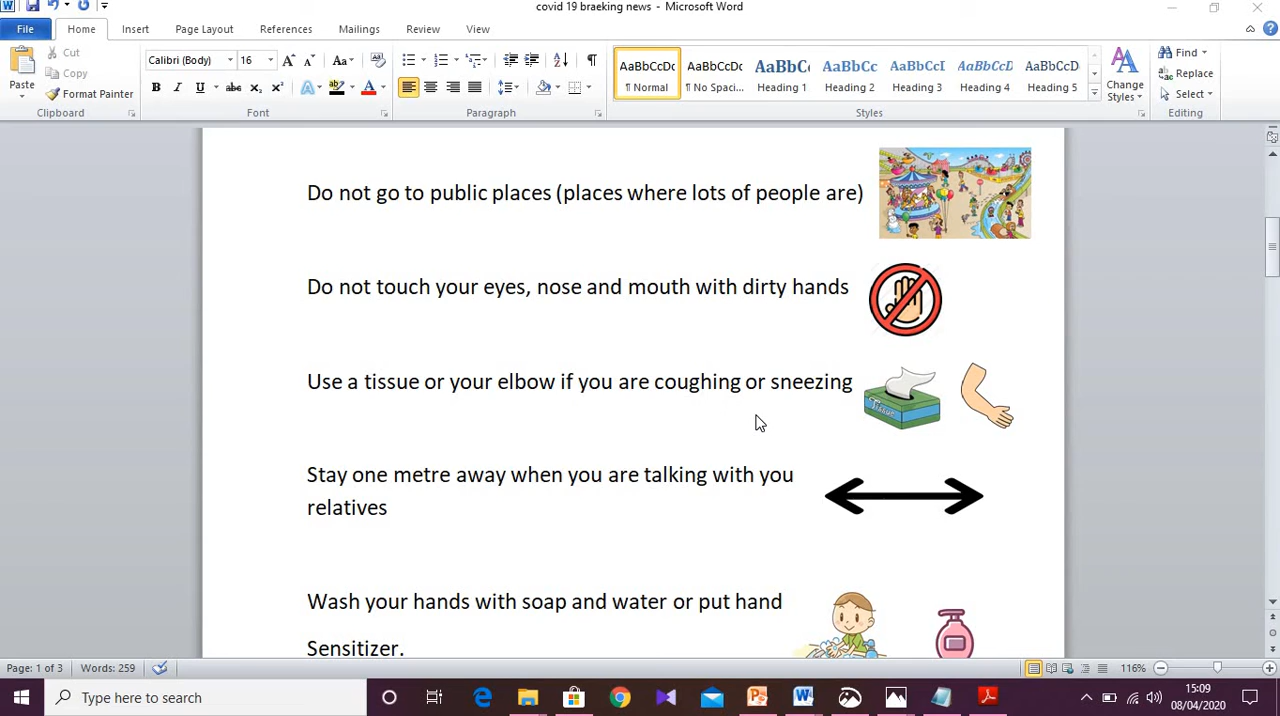 covid 19 braeking news - Microsoft Word
File Home Insert Page Layout References Mailings Review View
Paste
Cut
Copy
Format Painter
Clipboard
Calibri (Body) 16
Font
Paragraph
AaBbCcDc AaBbCcDc AaBbC AaBbCc AaBbCcI AaBbCcI AaBbCcDc
¶ Normal ¶ No Spaci... Heading 1 Heading 2 Heading 3 Heading 4 Heading 5
Change Styles
Styles
Find
Replace
Select
Editing
Do not go to public places (places where lots of people are)
Do not touch your eyes, nose and mouth with dirty hands
Use a tissue or your elbow if you are coughing or sneezing
Tissue
Stay one metre away when you are talking with you
relatives
Wash your hands with soap and water or put hand
Sensitizer.
Page: 1 of 3 Words: 259 116%
Type here to search
15:09
08/04/2020